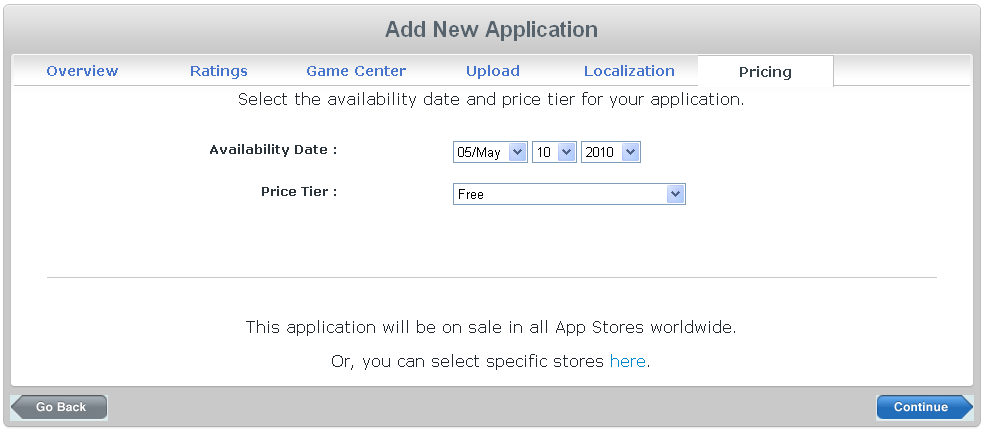 Add New Application
Overview Ratings Game Center Upload Localization Pricing
Select the availability date and price tier for your application.
Availability Date : 05/May 10 2010
Price Tier : Free
This application will be on sale in all App Stores worldwide.
Or, you can select specific stores here.
Go Back Continue